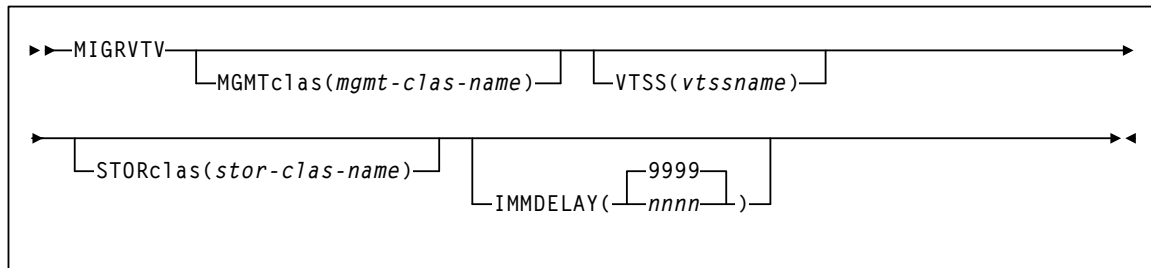 MIGRVTV
MGMTclas(mgmt-clas-name)
VTSS(vtssname)
STORclas(stor-clas-name)
9999
IMMDELAY(nnnn)